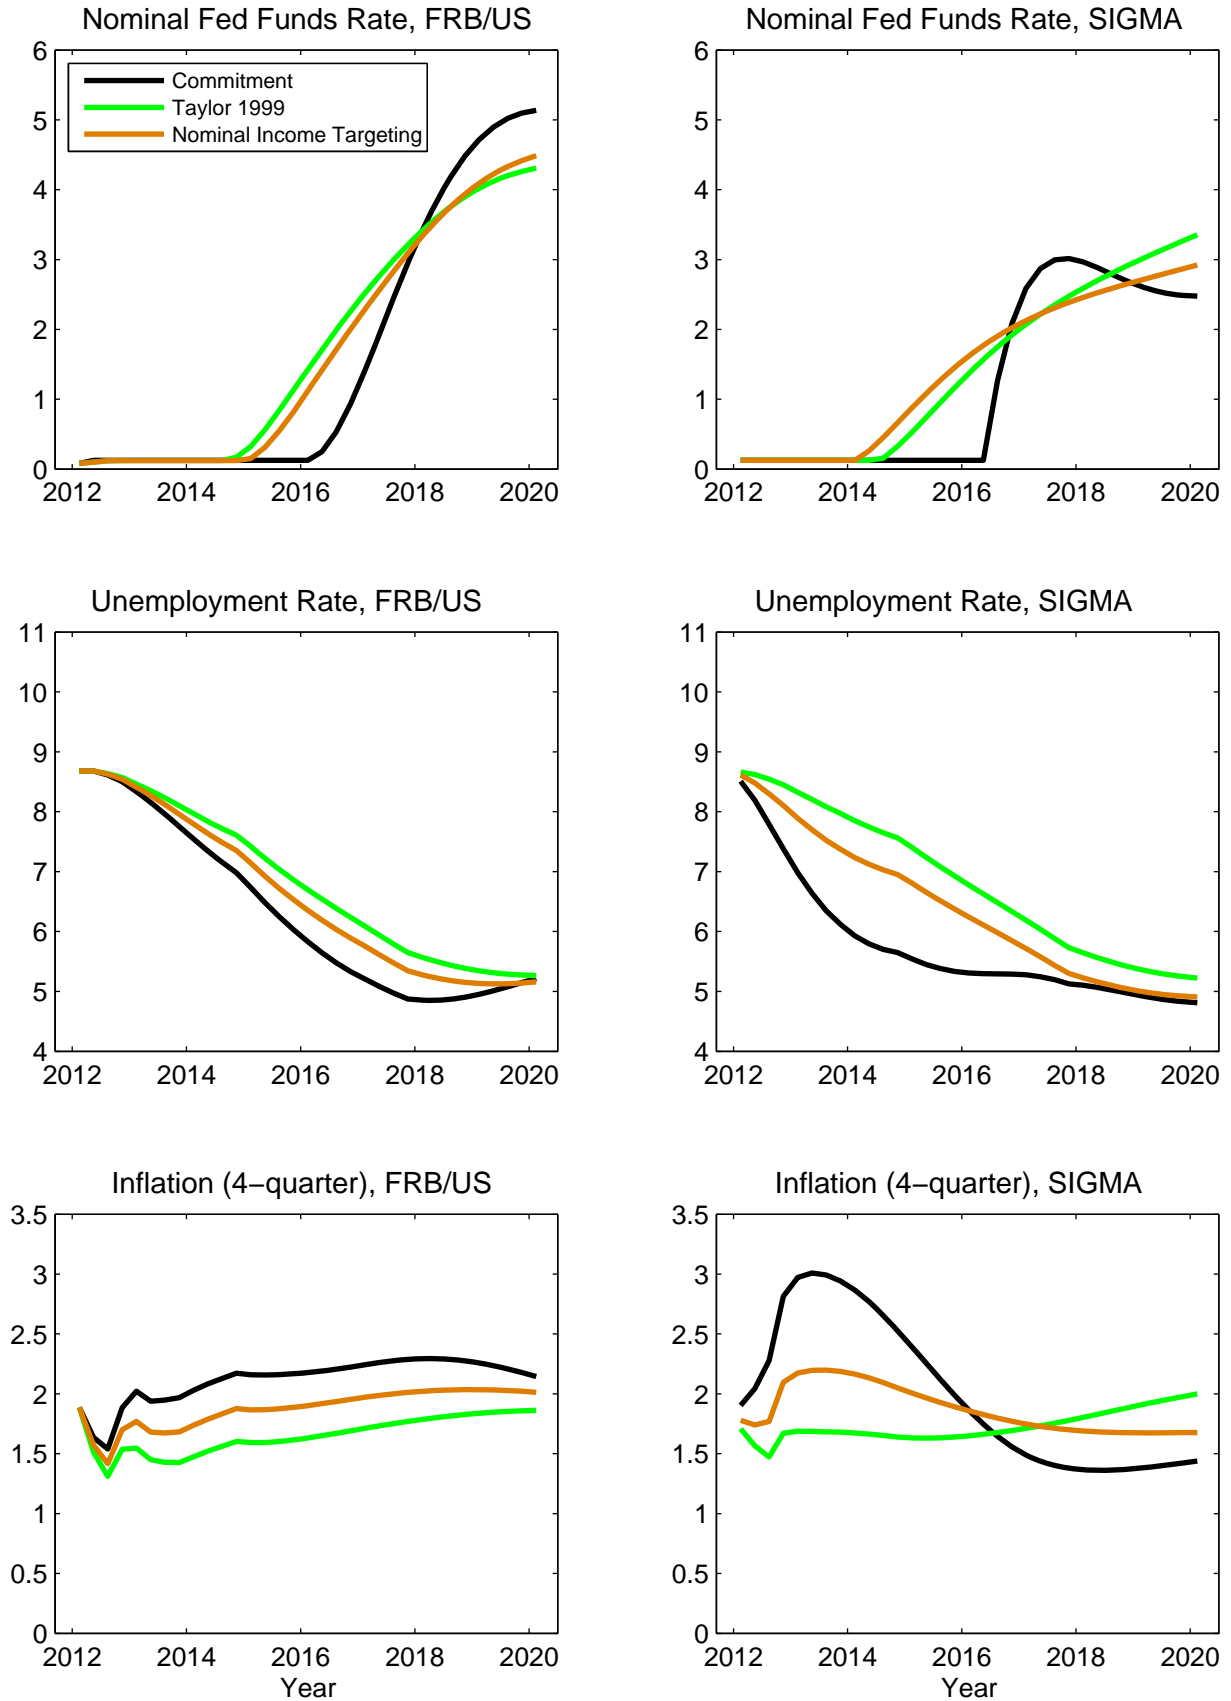 Nominal Fed Funds Rate, FRB/US
6
5
4
3
2
1
0
2012 2014 2016 2018 2020
Commitment
Taylor 1999
Nominal Income Targeting
Nominal Fed Funds Rate, SIGMA
6
5
4
3
2
1
0
2012 2014 2016 2018 2020
Unemployment Rate, FRB/US
11
10
9
8
7
6
5
4
2012 2014 2016 2018 2020
Unemployment Rate, SIGMA
11
10
9
8
7
6
5
4
2012 2014 2016 2018 2020
Inflation (4−quarter), FRB/US
3.5
3
2.5
2
1.5
1
0.5
0
2012 2014 2016 2018 2020
Year
Inflation (4−quarter), SIGMA
3.5
3
2.5
2
1.5
1
0.5
0
2012 2014 2016 2018 2020
Year